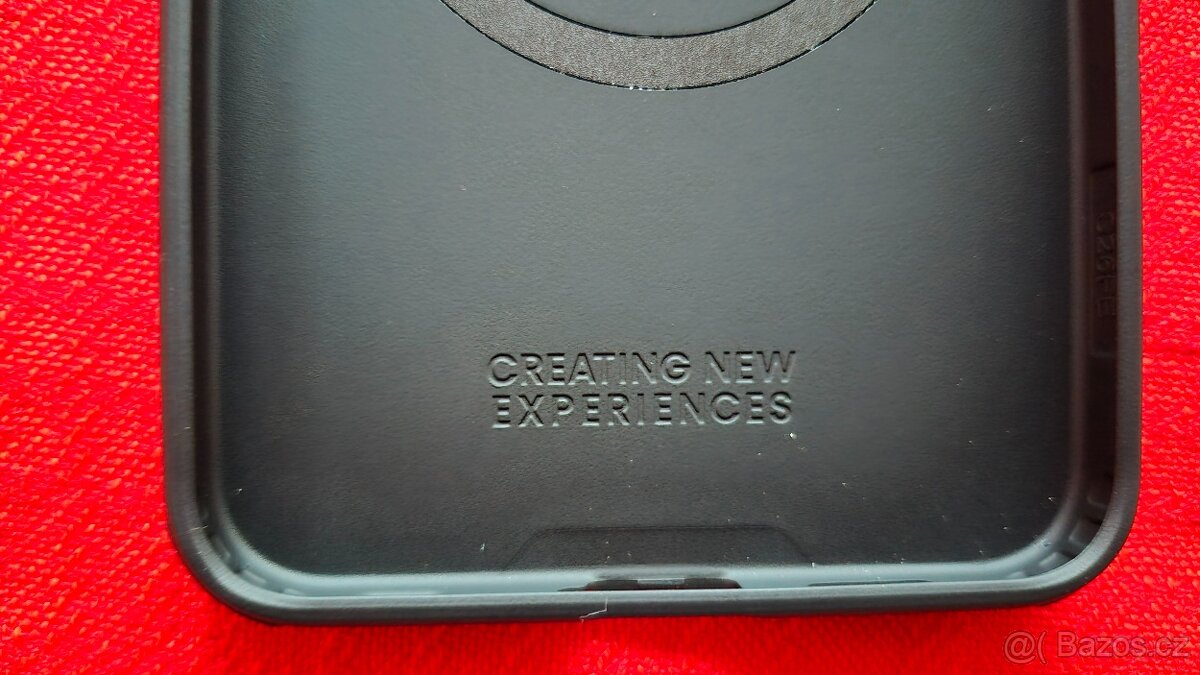 CREATING NEW
EXPERIENCES
@( Bazos.cz